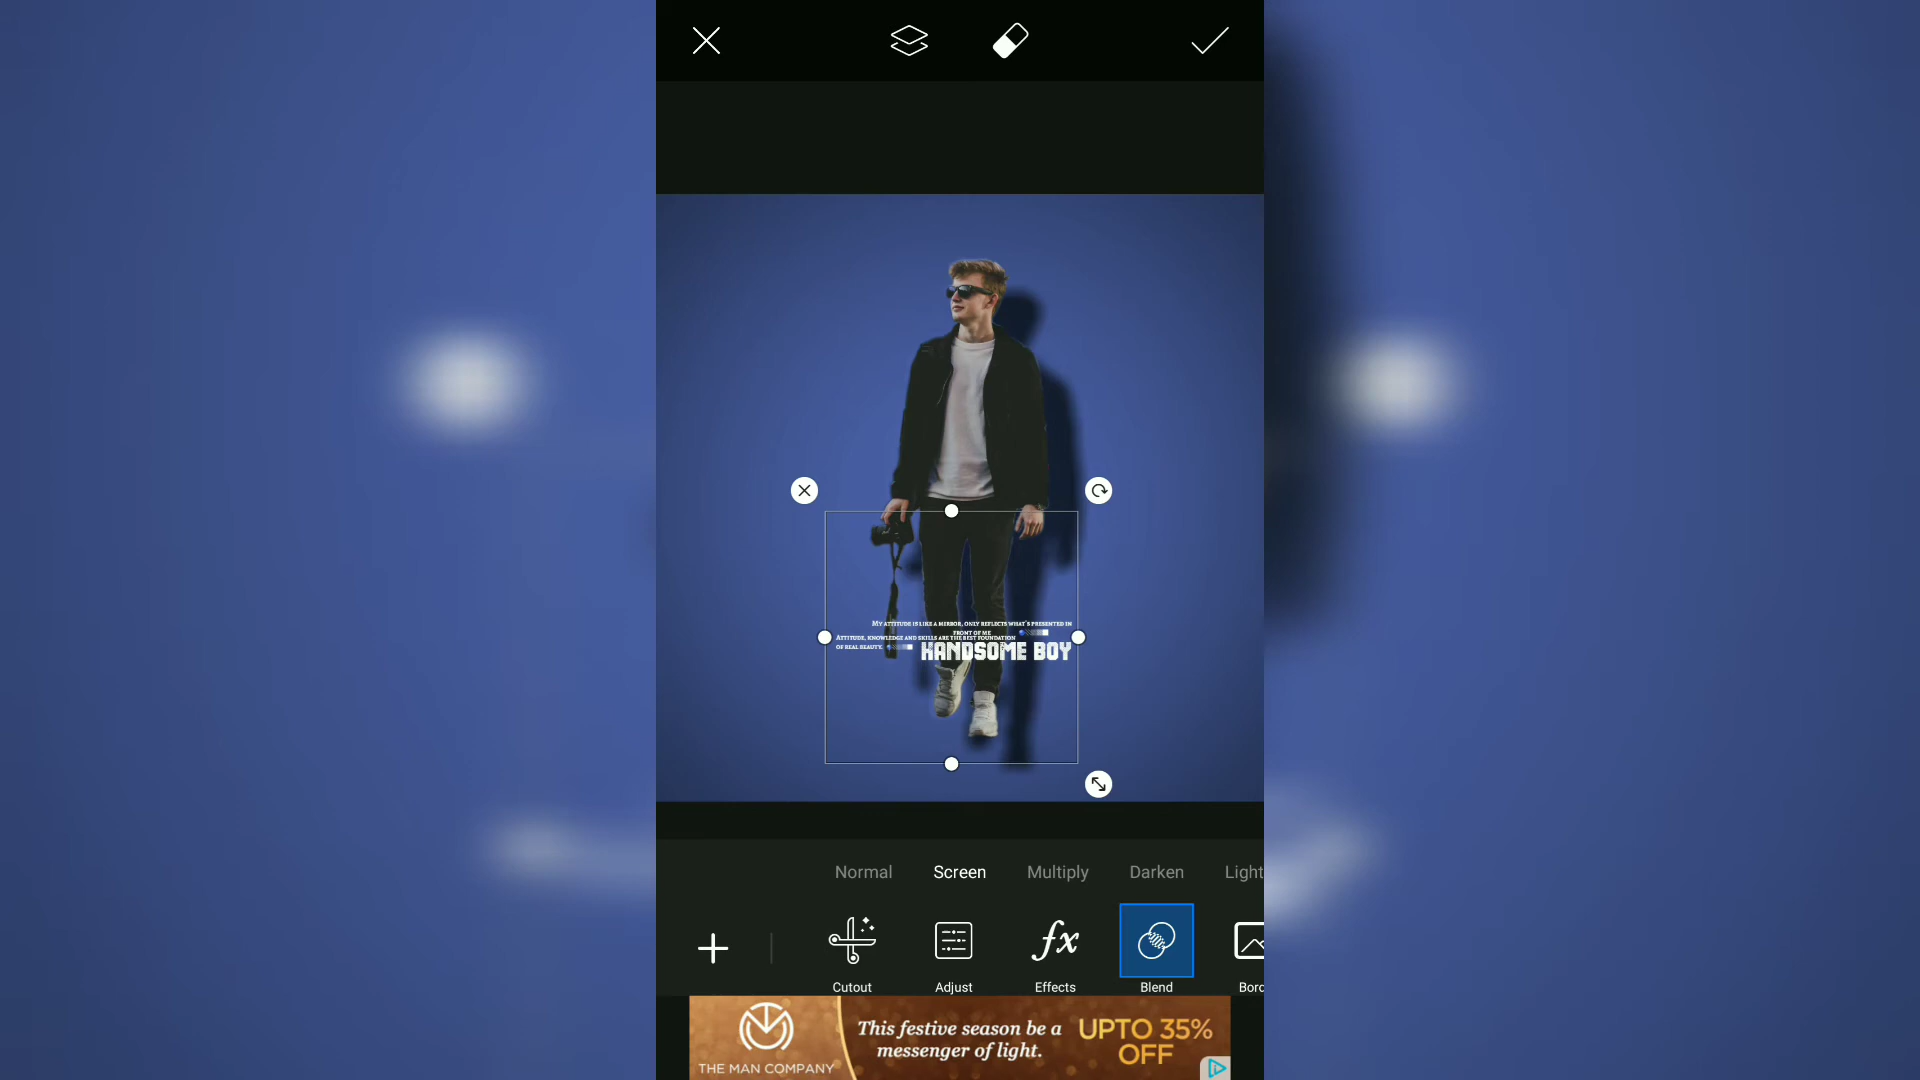 MY ATTITUDE IS LIKE A MIRROR, ONLY REFLECTS WHAT'S PRESENTED IN
FRONT OF ME
ATTITUDE, KNOWLEDGE AND SKILLS ARE THE BEST FOUNDATION
OF REAL BEAUTY.
HANDSOME BOY
Normal Screen Multiply Darken Light
Cutout Adjust Effects Blend Bord
This festive season be a
messenger of light.
UPTO 35%
OFF
THE MAN COMPANY